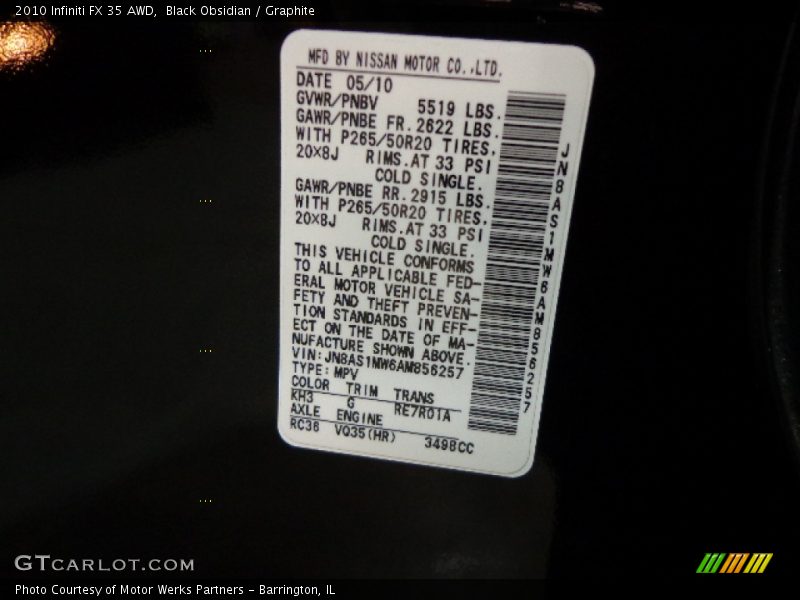 2010 Infiniti FX 35 AWD,  Black Obsidian / Graphite
MFD BY NISSAN MOTOR CO.,LTD.
DATE 05/10
GVWR/PNBV 5519 LBS.
GAWR/PNBE FR. 2622 LBS.
WITH P265/50R20 TIRES.
20×8J RIMS.AT 33 PSI
COLD SINGLE.
GAWR/PNBE RR. 2915 LBS.
WITH P265/50R20 TIRES.
20×8J RIMS.AT 33 PSI
COLD SINGLE.
THIS VEHICLE CONFORMS
TO ALL APPLICABLE FED-
ERAL MOTOR VEHICLE SA-
FETY AND THEFT PREVEN-
TION STANDARDS IN EFF-
ECT ON THE DATE OF MA-
NUFACTURE SHOWN ABOVE.
VIN:JN8AS1MW6AM856257
TYPE:MPV
COLOR TRIM TRANS
KH3 G RE7R01A
AXLE ENGINE
RC36 VQ35(HR) 3498CC
JN8AS1MW6AM856257
GTCARLOT.COM
Photo Courtesy of Motor Werks Partners - Barrington, IL